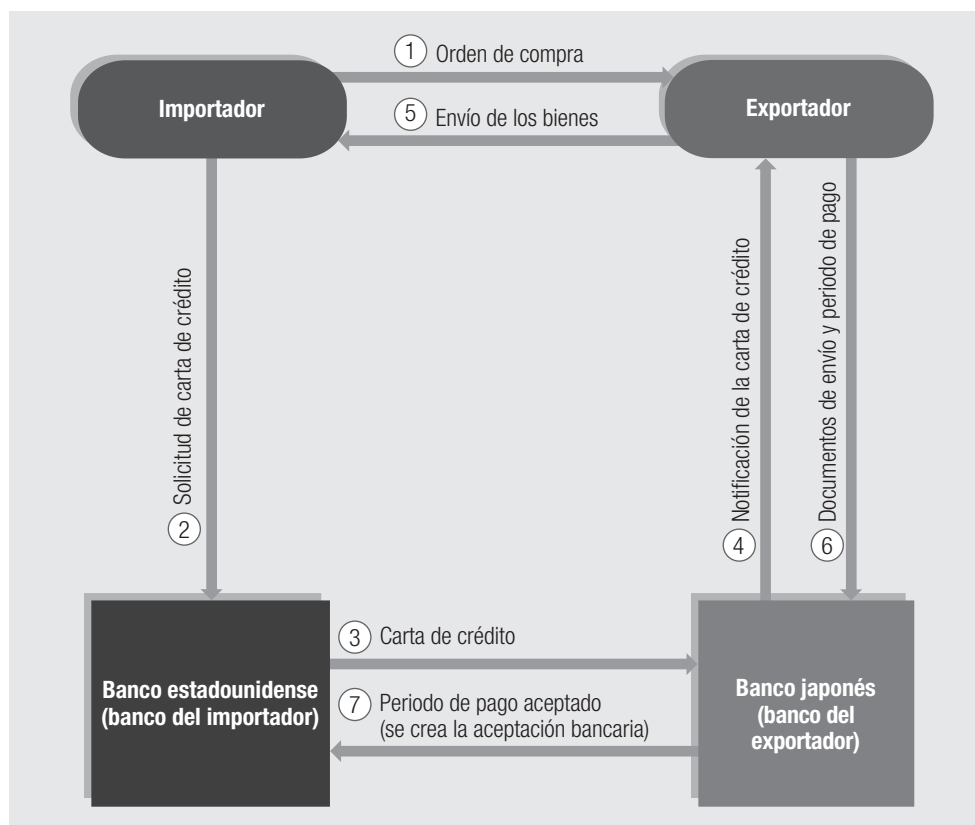 1 Orden de compra
Importador
Exportador
5 Envío de los bienes
2 Solicitud de carta de crédito
4 Notificación de la carta de crédito
6 Documentos de envío y periodo de pago
3 Carta de crédito
Banco estadounidense
(banco del importador)
7 Periodo de pago aceptado
(se crea la aceptación bancaria)
Banco japonés
(banco del
exportador)